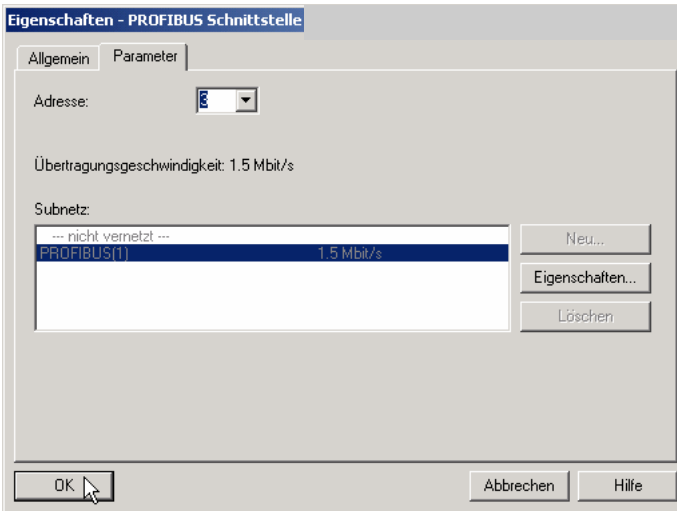 Eigenschaften - PROFIBUS Schnittstelle
Allgemein Parameter
Adresse: 3
Übertragungsgeschwindigkeit: 1.5 Mbit/s
Subnetz:
--- nicht vernetzt ---
PROFIBUS(1) 1.5 Mbit/s
Neu...
Eigenschaften...
Löschen
OK Abbrechen Hilfe